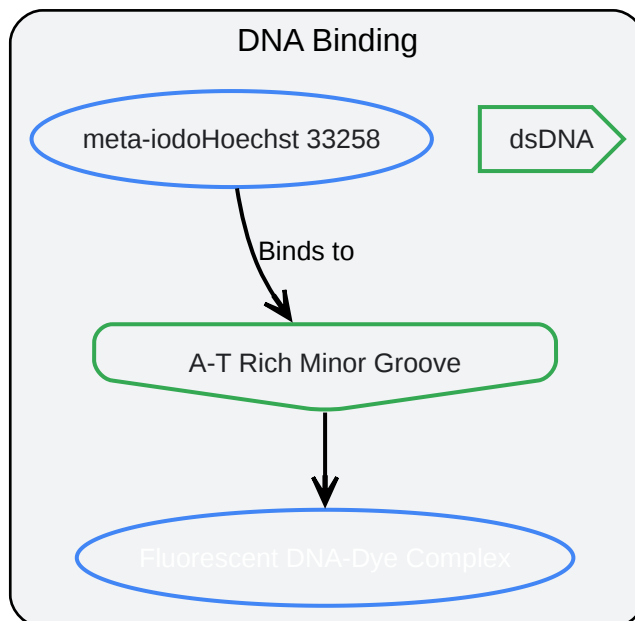 DNA Binding
meta-iodoHoechst 33258
dsDNA
Binds to
A-T Rich Minor Groove
Fluorescent DNA-Dye Complex